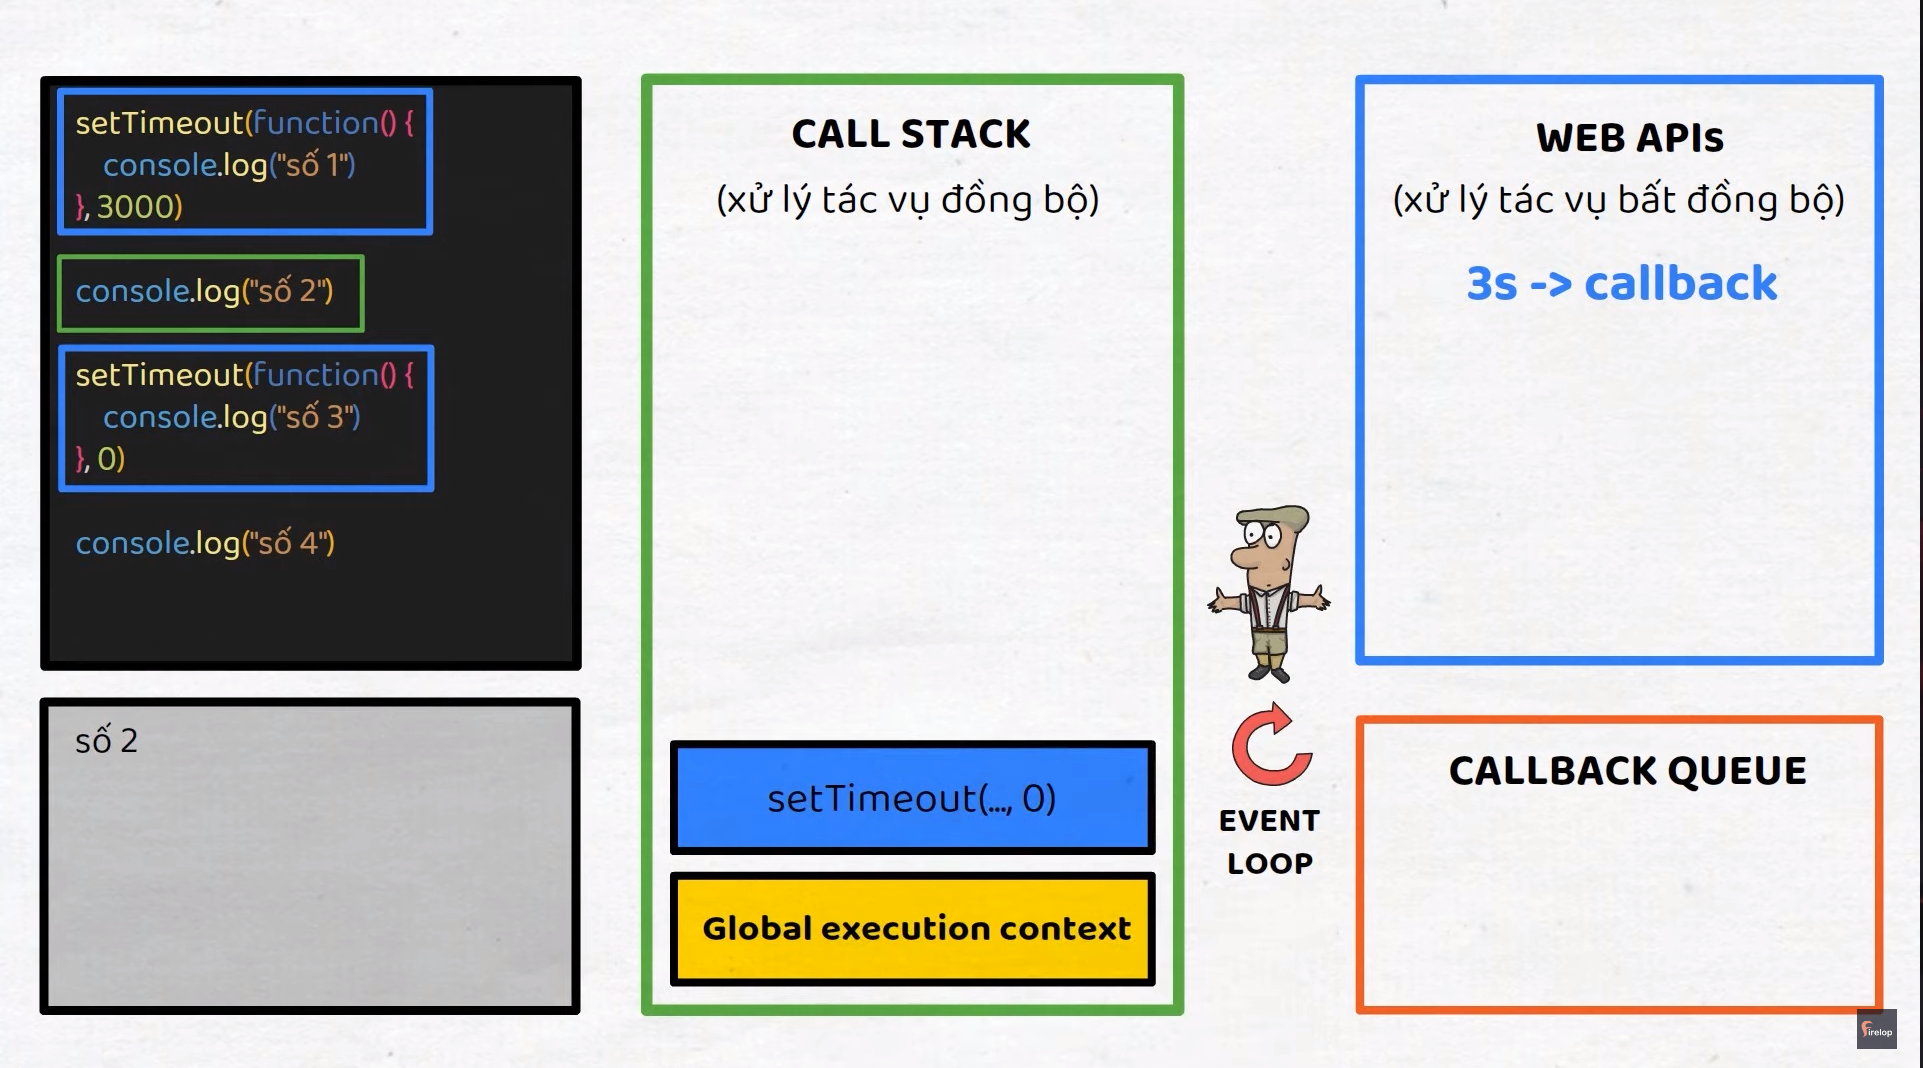 setTimeout(function() {
console.log("số 1")
}, 3000)
console.log("số 2")
setTimeout(function() {
console.log("số 3")
}, 0)
console.log("số 4")
số 2
CALL STACK
(xử lý tác vụ đồng bộ)
setTimeout(..., 0)
Global execution context
EVENT
LOOP
WEB APIs
(xử lý tác vụ bất đồng bộ)
3s -> callback
CALLBACK QUEUE
Firelop